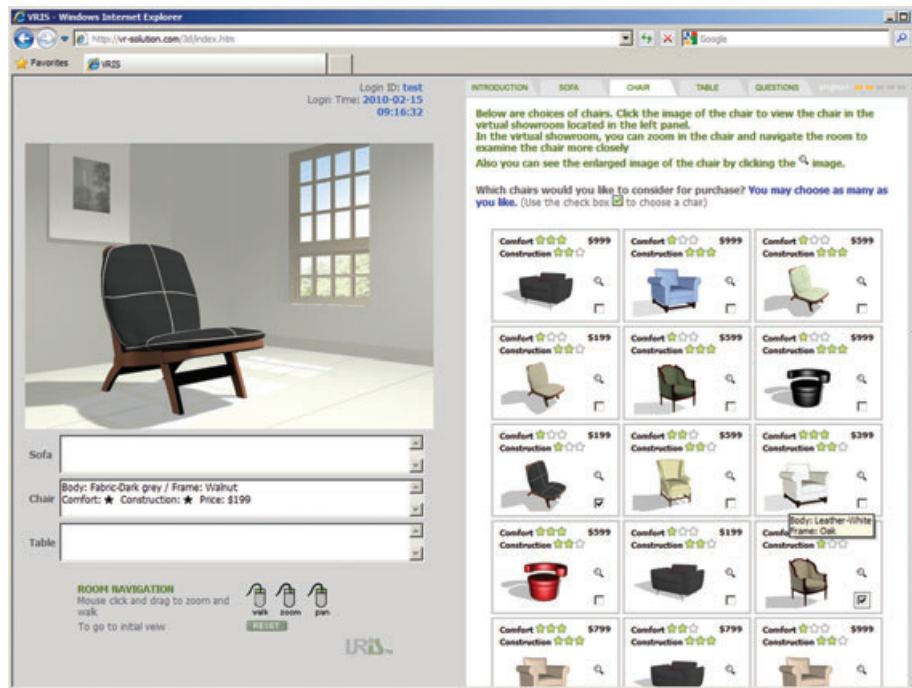 VRIS - Windows Internet Explorer
http://vr-solution.com/3d/index.htm
Google
Favorites
VRIS
Login ID: test
Login Time: 2010-02-15
09:16:32
INTRODUCTION SOFA CHAIR TABLE QUESTIONS progress
Below are choices of chairs. Click the image of the chair to view the chair in the
virtual showroom located in the left panel.
In the virtual showroom, you can zoom in the chair and navigate the room to
examine the chair more closely
Also you can see the enlarged image of the chair by clicking the image.
Which chairs would you like to consider for purchase? You may choose as many as
you like. (Use the check box to choose a chair)
Comfort $999
Construction
Comfort $999
Construction
Comfort $599
Construction
Comfort $199
Construction
Comfort $599
Construction
Comfort $999
Construction
Comfort $199
Construction
Comfort $599
Construction
Comfort $399
Construction
Body: Leather-White
Frame: Oak
Comfort $599
Construction
Comfort $199
Construction
Construction
Comfort $799
Construction
Comfort $799
Construction
Comfort $999
Construction
Sofa
Chair
Body: Fabric-Dark grey / Frame: Walnut
Comfort: ★ Construction: ★ Price: $199
Table
ROOM NAVIGATION
Mouse click and drag to zoom and
walk
To go to initial veiw
walk zoom pan
RESET
VRIS